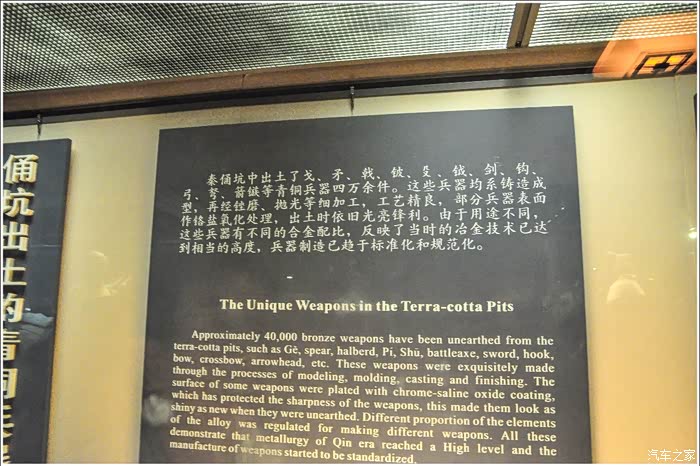 俑坑出土的青铜兵
秦俑坑中出土了戈、矛、戟、铍、殳、钺、剑、钩、
弓、弩、箭镞等青铜兵器四万余件。这些兵器均系铸造成
型,再经锉磨、抛光等细加工,工艺精良,部分兵器表面
作铬盐氧化处理,出土时依旧光亮锋利。由于用途不同,
这些兵器有不同的合金配比,反映了当时的冶金技术已达
到相当的高度,兵器制造已趋于标准化和规范化。
The Unique Weapons in the Terra-cotta Pits
Approximately 40,000 bronze weapons have been unearthed from the
terra-cotta pits, such as Gē, spear, halberd, Pí, Shū, battleaxe, sword, hook,
bow, crossbow, arrowhead, etc. These weapons were exquisitely made
through the processes of modeling, molding, casting and finishing. The
surface of some weapons were plated with chrome-saline oxide coating,
which has protected the sharpness of the weapons, this made them look as
shiny as new when they were unearthed. Different proportion of the elements
of the alloy was regulated for making different weapons. All these
demonstrate that metallurgy of Qin era reached a High level and the
manufacture of weapons started to be standardized.
汽车之家